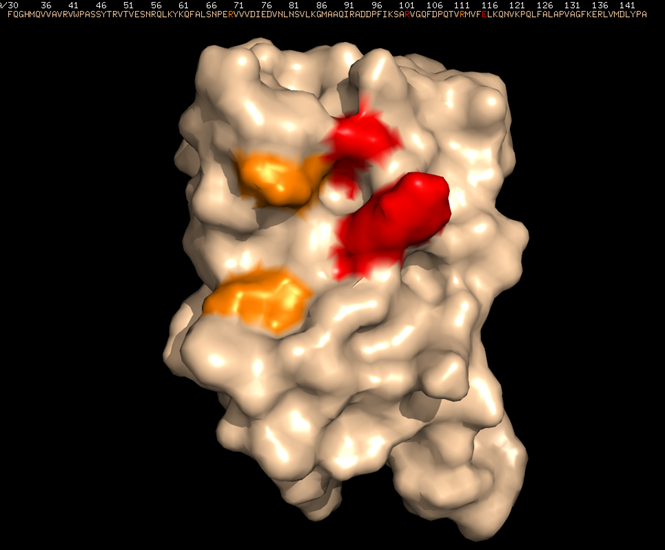 /30 36 41 46 51 56 61 66 71 76 81 86 91 96 101 106 111 116 121 126 131 136 141
FQGHMQVVAVRVWPASSYTRVTVESNRQLKYKQFALSNPERVVVDIEDVNLNSVLKGMAAQIRADDPFIKSARVGQFDPQTVRMVFELKQNVKPQLFALAPVAGFKERLVMDLYPA